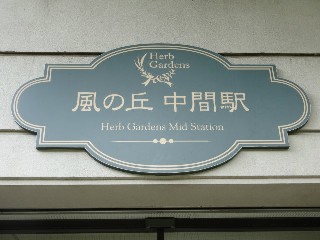 Herb
Gardens
風の丘 中間駅
Herb Gardens Mid Station